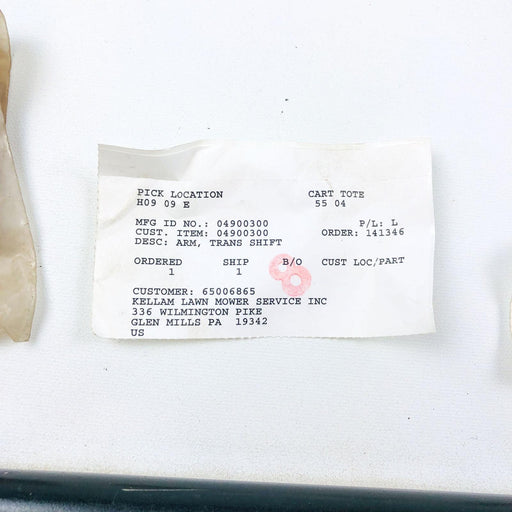 PICK LOCATION CART TOTE
H09 09 E 55 04
MFG ID NO.: 04900300 P/L: L
CUST. ITEM: 04900300 ORDER: 141346
DESC: ARM, TRANS SHIFT
ORDERED SHIP B/O CUST LOC/PART
1 1
CUSTOMER: 65006865
KELLAM LAWN MOWER SERVICE INC
336 WILMINGTON PIKE
GLEN MILLS PA 19342
US